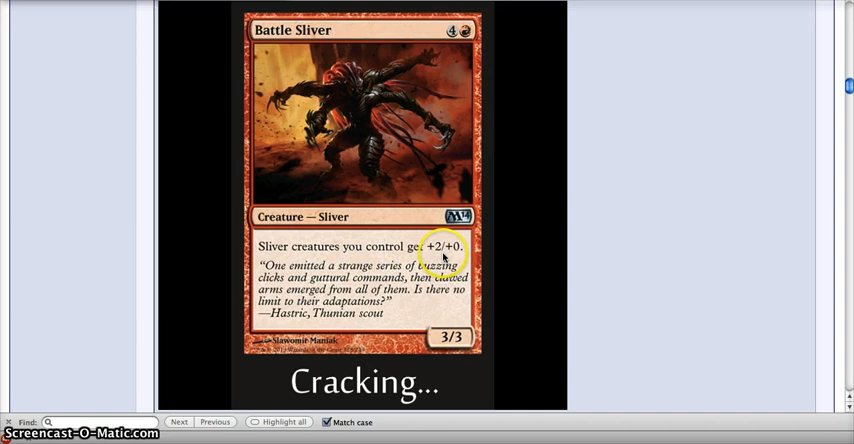 Battle Sliver 4
Creature — Sliver M14
Sliver creatures you control get +2/+0.
“One emitted a strange series of buzzing
clicks and guttural commands, then clawed
arms emerged from all of them. Is there no
limit to their adaptations?”
—Hastric, Thunian scout
3/3
Slawomir Maniak
Cracking...
Find: Next Previous Highlight all Match case
Screencast-O-Matic.com